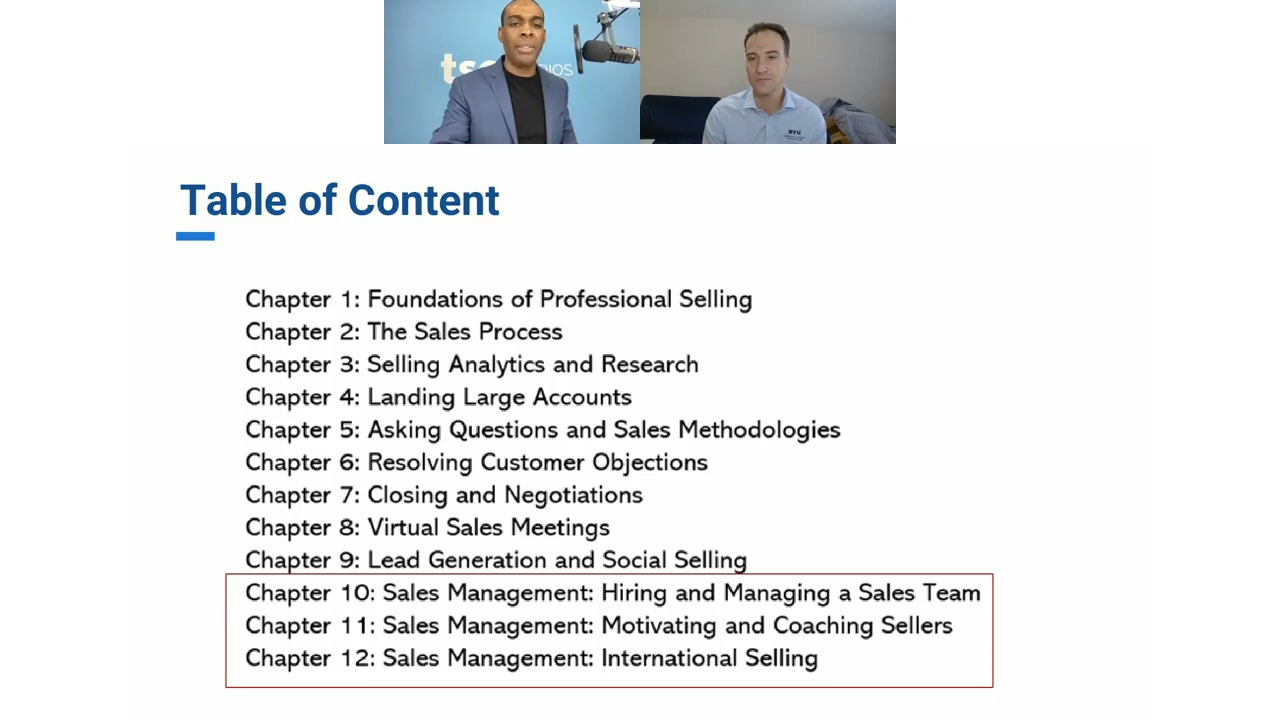 BYU
Table of Content
Chapter 1: Foundations of Professional Selling
Chapter 2: The Sales Process
Chapter 3: Selling Analytics and Research
Chapter 4: Landing Large Accounts
Chapter 5: Asking Questions and Sales Methodologies
Chapter 6: Resolving Customer Objections
Chapter 7: Closing and Negotiations
Chapter 8: Virtual Sales Meetings
Chapter 9: Lead Generation and Social Selling
Chapter 10: Sales Management: Hiring and Managing a Sales Team
Chapter 11: Sales Management: Motivating and Coaching Sellers
Chapter 12: Sales Management: International Selling